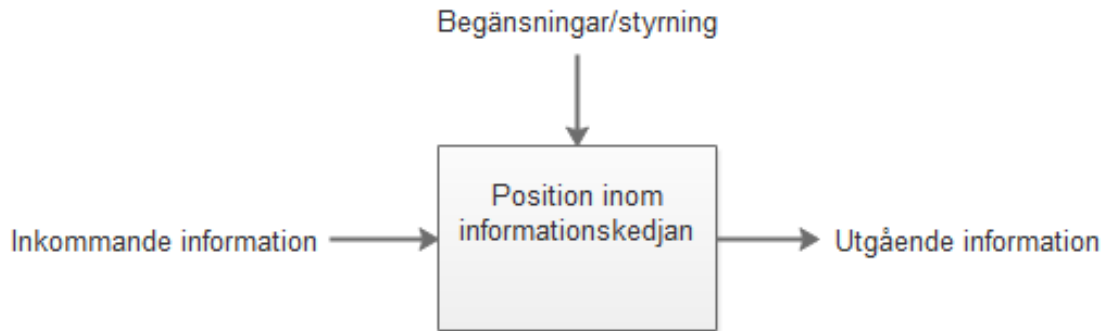 Begänsningar/styrning
Position inom
informationskedjan
Inkommande information
Utgående information